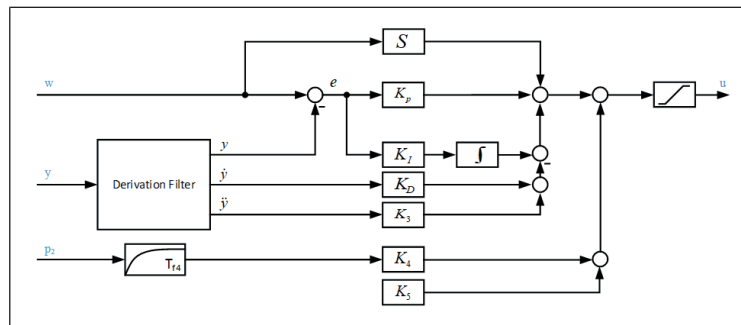 S
w
e
u
K_p
-
y
K_I
∫
-
y
Derivation Filter
ẏ
K_D
ÿ
K_3
p₂
T_f4
K_4
K_5